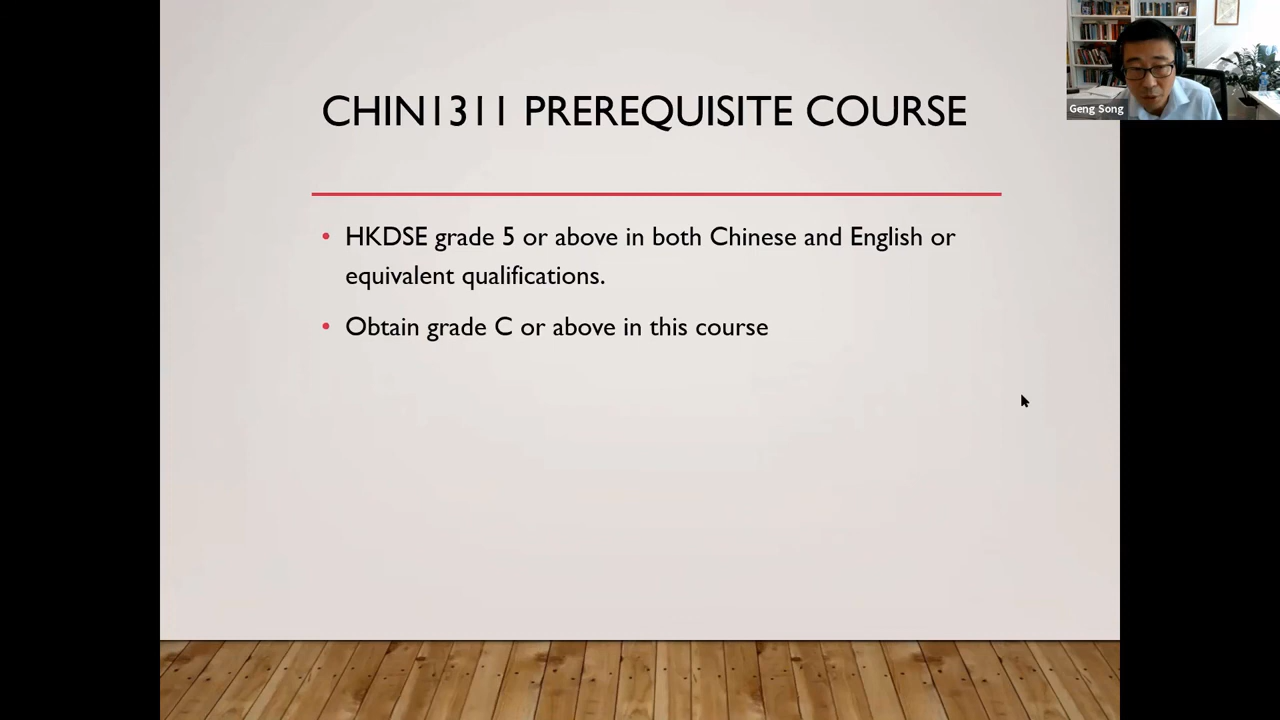 CHIN1311 PREREQUISITE COURSE
Geng Song
• HKDSE grade 5 or above in both Chinese and English or
equivalent qualifications.
• Obtain grade C or above in this course